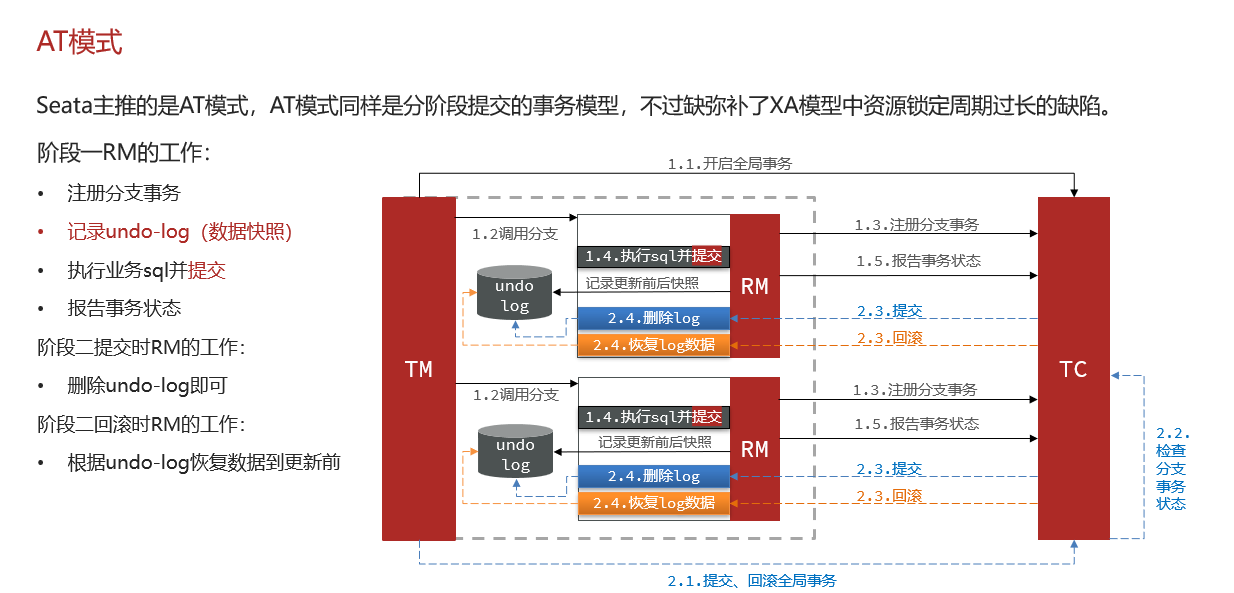 AT模式
Seata主推的是AT模式，AT模式同样是分阶段提交的事务模型，不过缺弥补了XA模型中资源锁定周期过长的缺陷。
阶段一RM的工作：
• 注册分支事务
• 记录undo-log（数据快照）
• 执行业务sql并提交
• 报告事务状态
阶段二提交时RM的工作：
• 删除undo-log即可
阶段二回滚时RM的工作：
• 根据undo-log恢复数据到更新前
1.1.开启全局事务
TM
1.2调用分支
undo
log
1.4.执行sql并提交
记录更新前后快照
2.4.删除log
2.4.恢复log数据
RM
1.3.注册分支事务
1.5.报告事务状态
2.3.提交
2.3.回滚
1.2调用分支
undo
log
1.4.执行sql并提交
记录更新前后快照
2.4.删除log
2.4.恢复log数据
RM
1.3.注册分支事务
1.5.报告事务状态
2.3.提交
2.3.回滚
TC
2.2.
检查
分支
事务
状态
2.1.提交、回滚全局事务